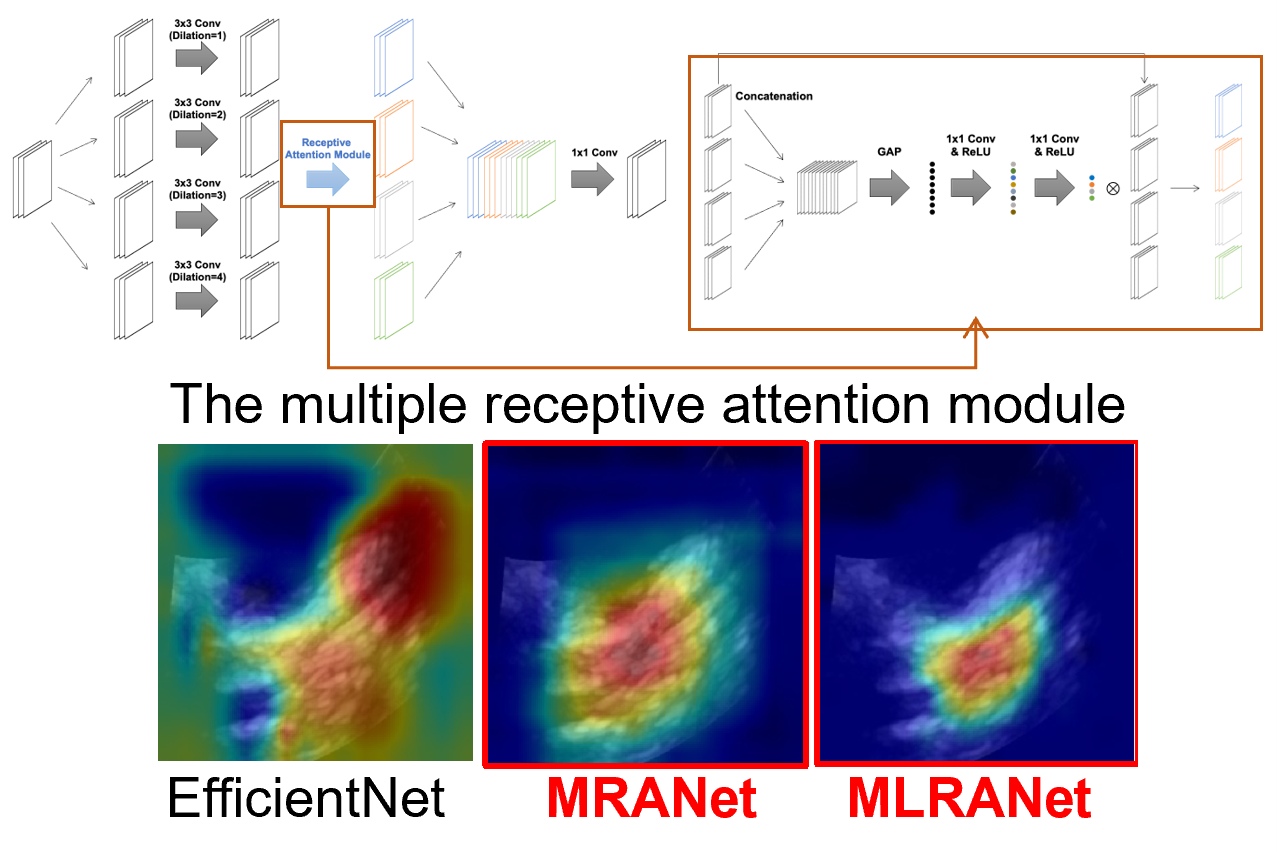 3x3 Conv
(Dilation=1)
3x3 Conv
(Dilation=2)
3x3 Conv
(Dilation=3)
3x3 Conv
(Dilation=4)
Receptive
Attention Module
1x1 Conv
Concatenation
GAP
1x1 Conv
& ReLU
1x1 Conv
& ReLU
The multiple receptive attention module
EfficientNet
MRANet
MLRANet